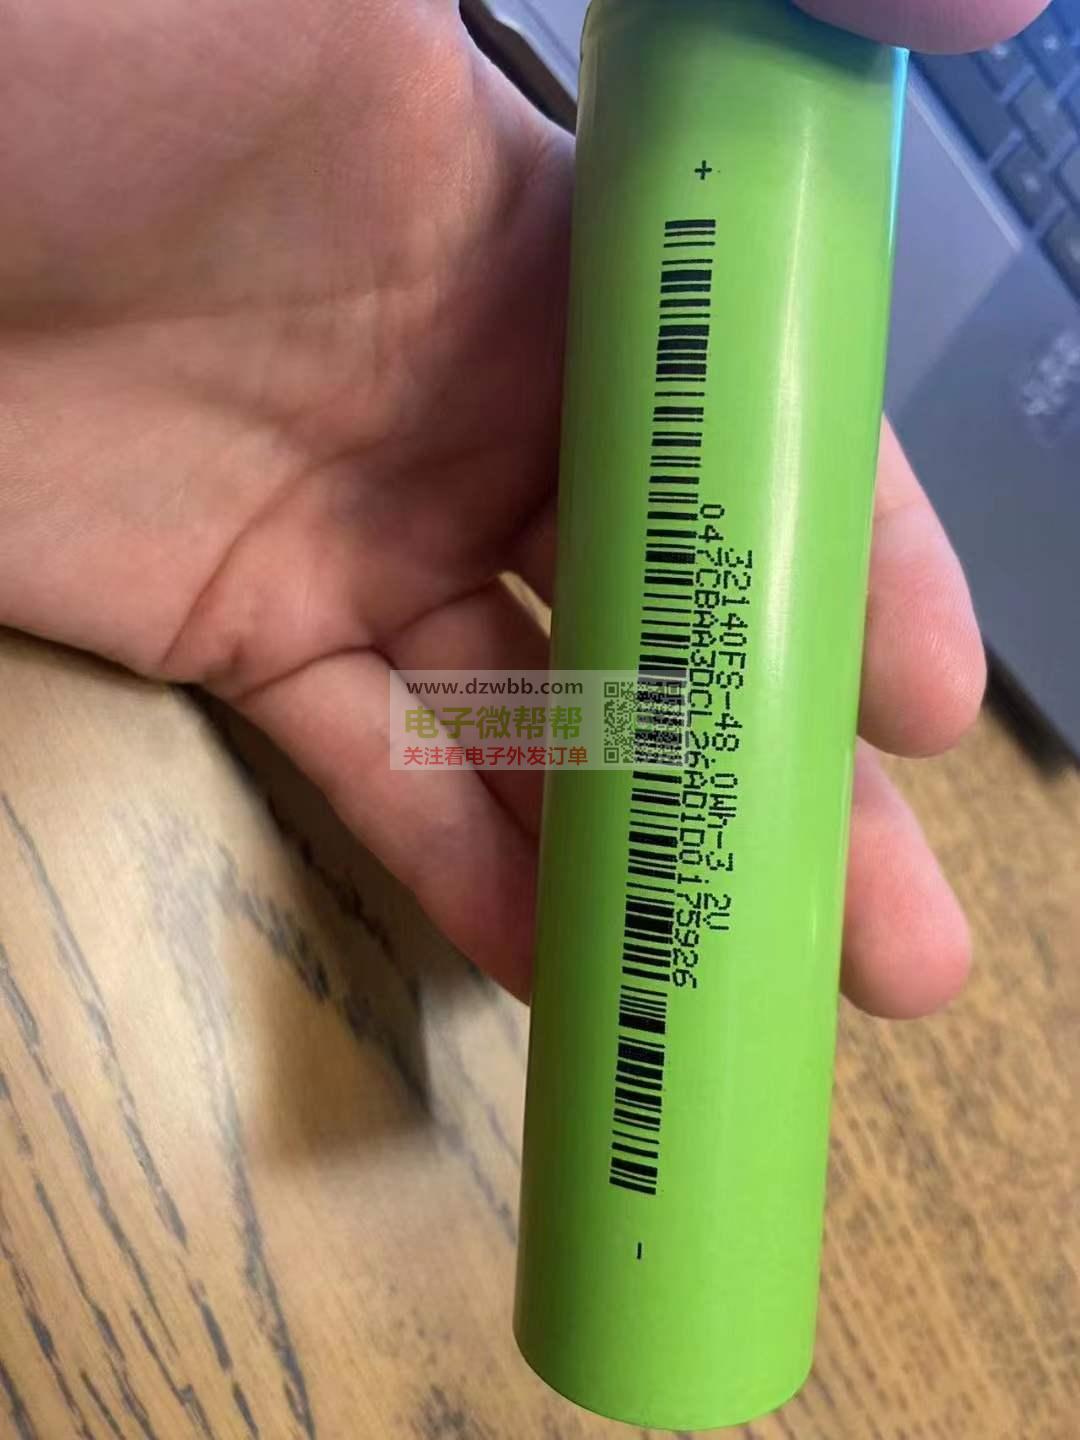 +
32140FS-48.0Wh-3.2V
047CBAA3DCL26AD1D0175926
-
www.dzwbb.com
电子微帮帮
关注看电子外发订单